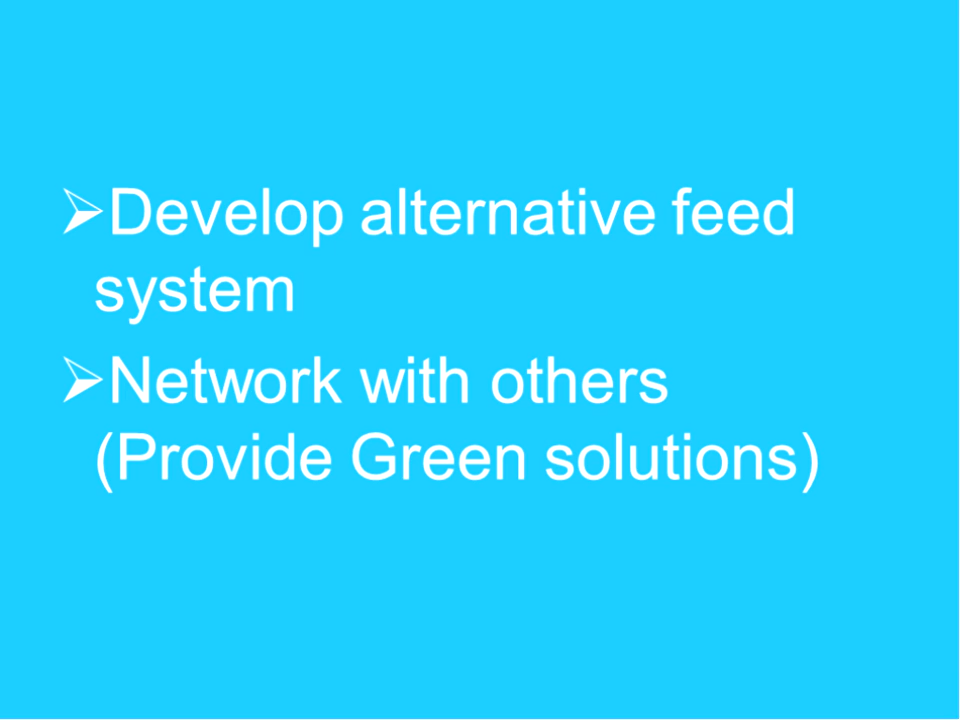 ➢Develop alternative feed
system
➢Network with others
(Provide Green solutions)